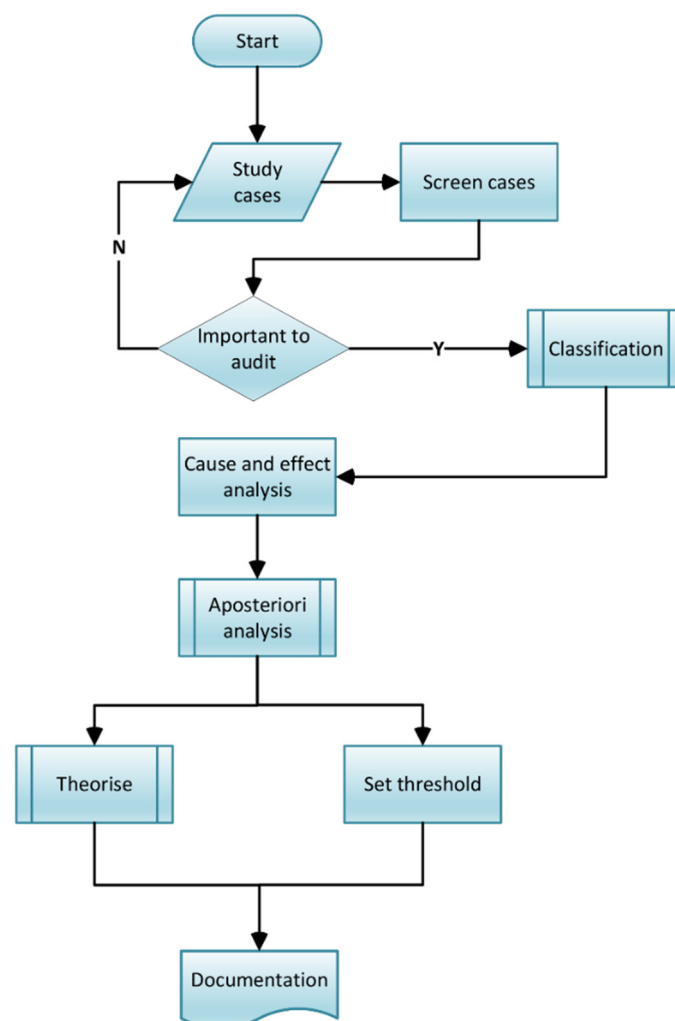 Start
Study
cases
Screen cases
N
Important to
audit
Y
Classification
Cause and effect
analysis
Aposteriori
analysis
Theorise
Set threshold
Documentation